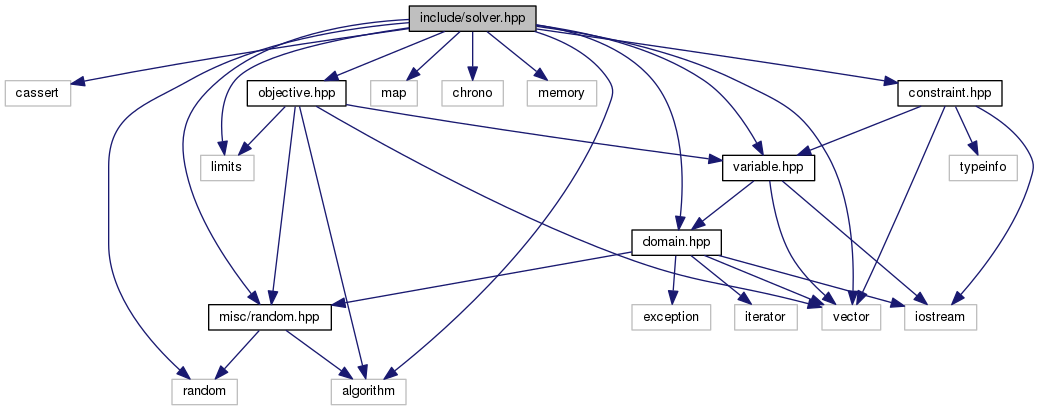 include/solver.hpp
cassert
objective.hpp
map
chrono
memory
constraint.hpp
limits
variable.hpp
typeinfo
domain.hpp
misc/random.hpp
exception
iterator
vector
iostream
random
algorithm